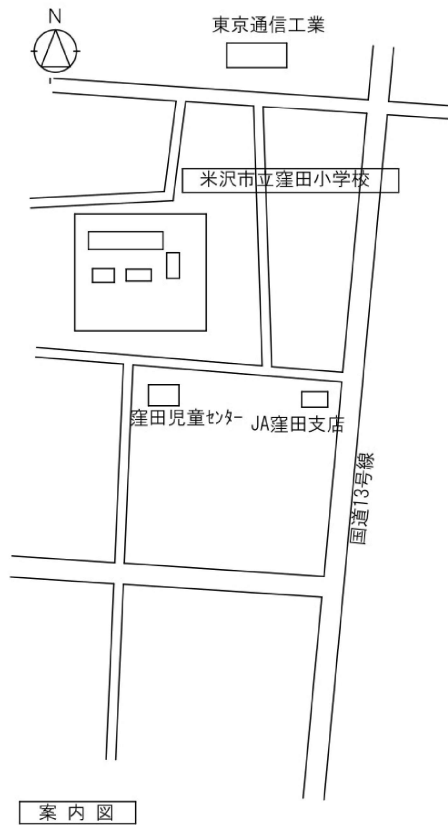 N
東京通信工業
米沢市立窪田小学校
窪田児童ｾﾝﾀｰ
JA窪田支店
国道13号線
案内図